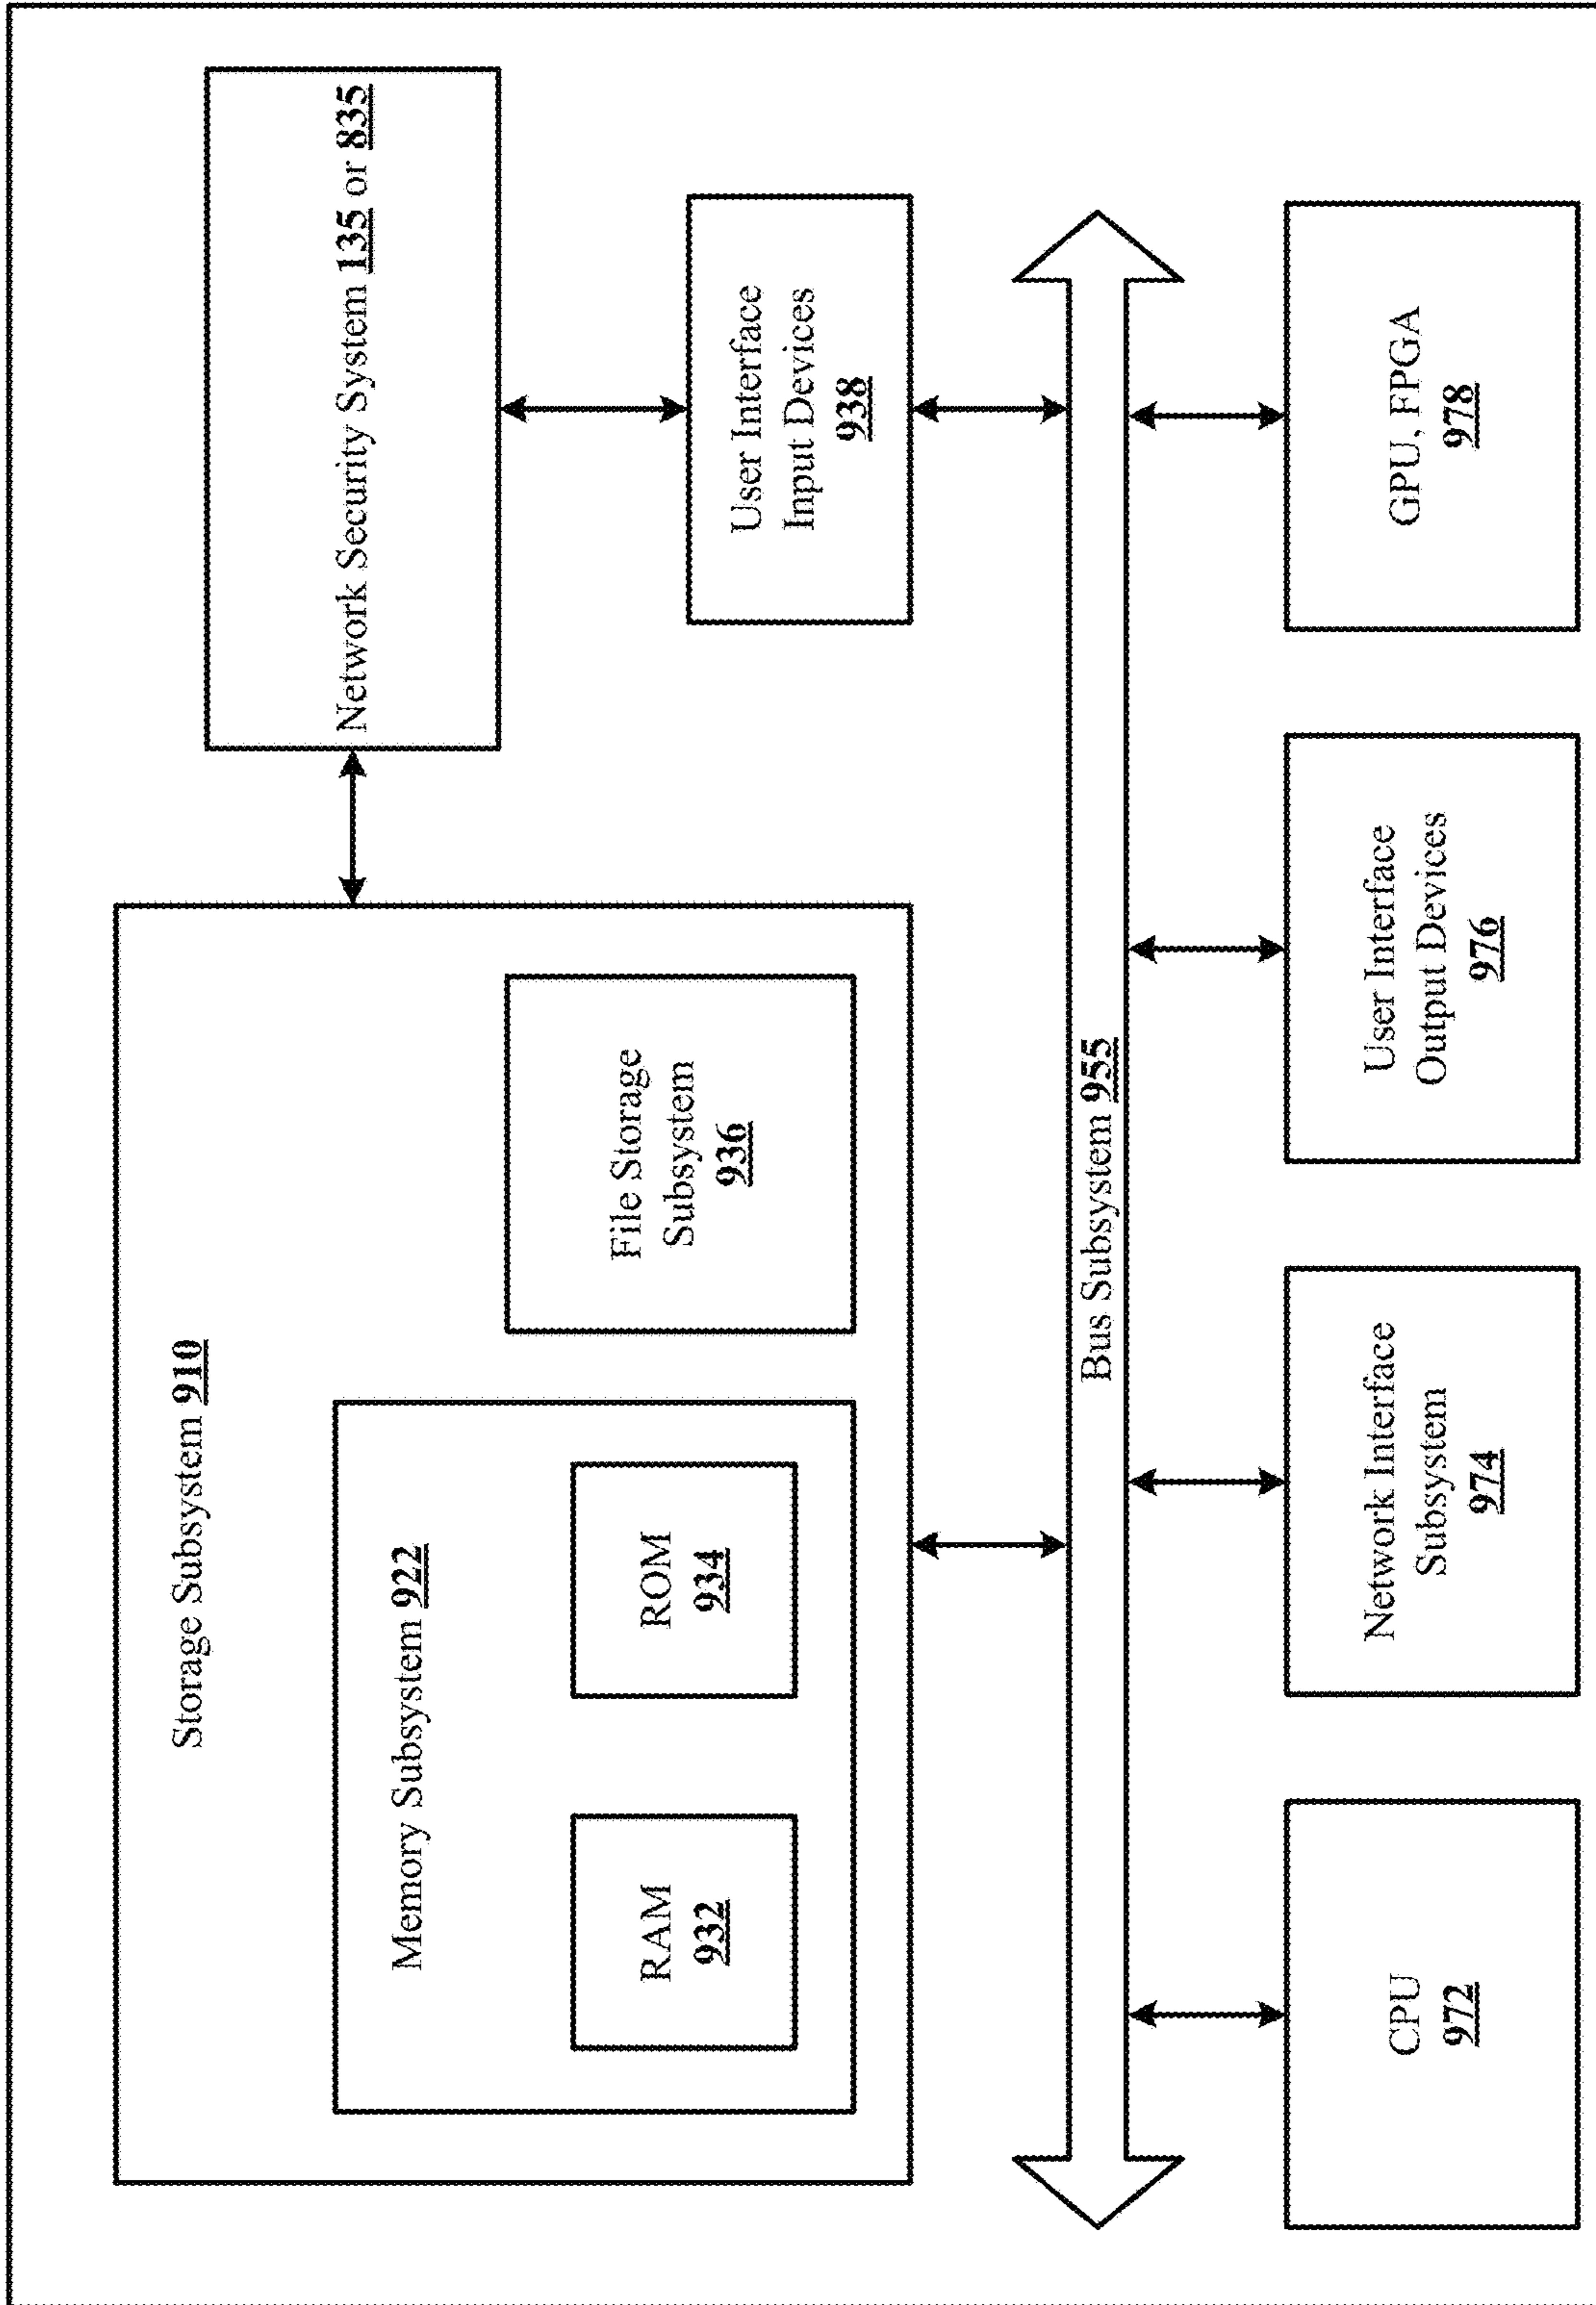 Storage Subsystem 910
Network Security System 135 or 835
Memory Subsystem 922
RAM
932
ROM
934
File Storage
Subsystem
936
User Interface
Input Devices
938
Bus Subsystem 955
CPU
972
Network Interface
Subsystem
974
User Interface
Output Devices
976
GPU, FPGA
978